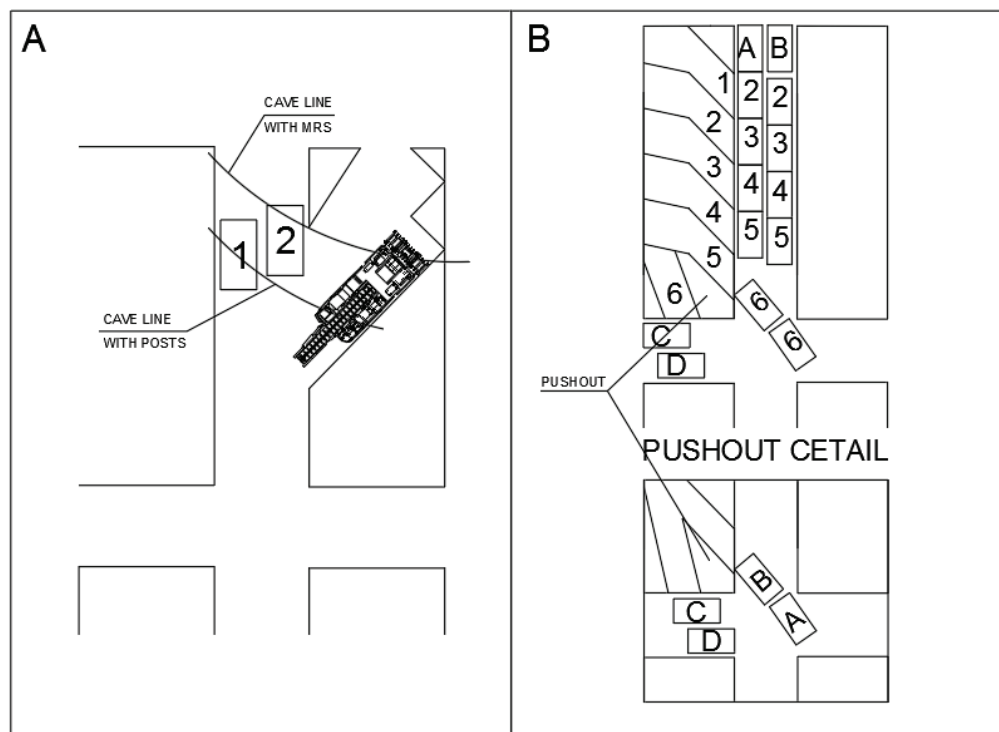 A
CAVE LINE
WITH MRS
1
2
CAVE LINE
WITH POSTS
B
A B
1 2 2
2 3 3
3 4 4
4 5 5
5
6 6 6
C
D
PUSHOUT
PUSHOUT CETAIL
B
A
C
D